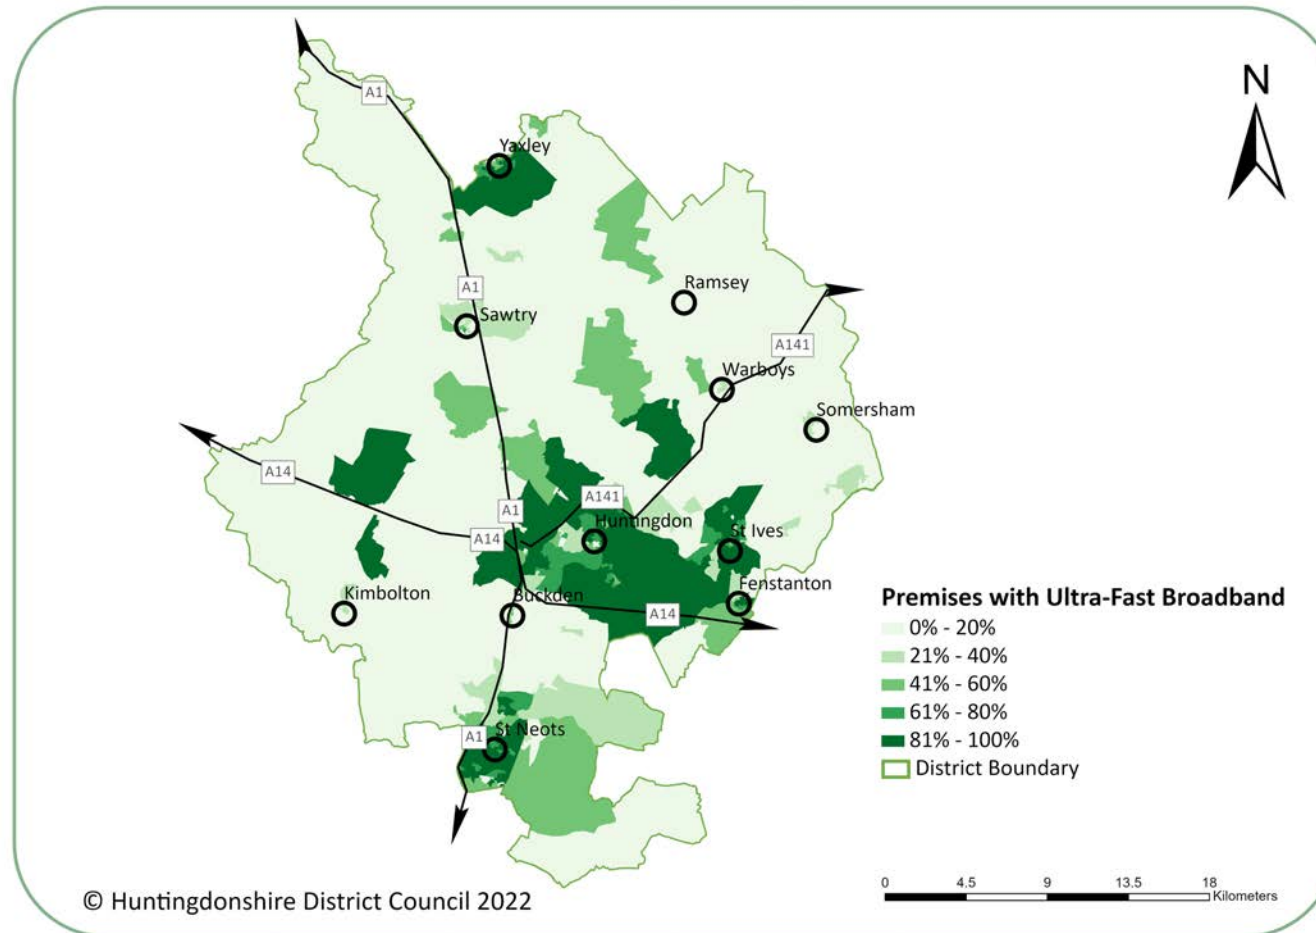 N
A1
Yaxley
A1
Ramsey
Sawtry
A141
Warboys
Somersham
A14
A141
A1
Huntingdon
St Ives
A14
Kimbolton
Buckden
Fenstanton
A14
St Neots
A1
Premises with Ultra-Fast Broadband
0% - 20%
21% - 40%
41% - 60%
61% - 80%
81% - 100%
District Boundary
0 4.5 9 13.5 18
Kilometers
© Huntingdonshire District Council 2022